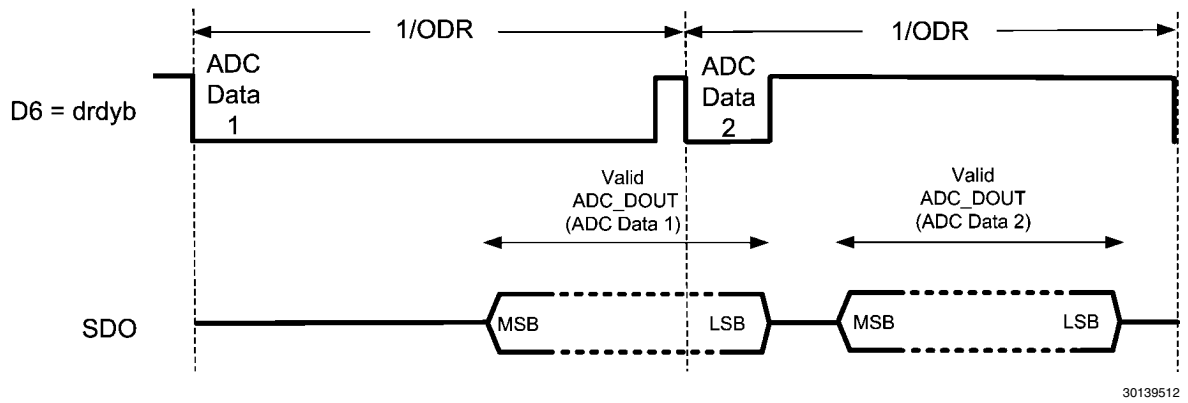 1/ODR
1/ODR
ADC
Data
1
ADC
Data
2
D6 = drdyb
Valid
ADC_DOUT
(ADC Data 1)
Valid
ADC_DOUT
(ADC Data 2)
SDO
MSB
LSB
MSB
LSB
30139512